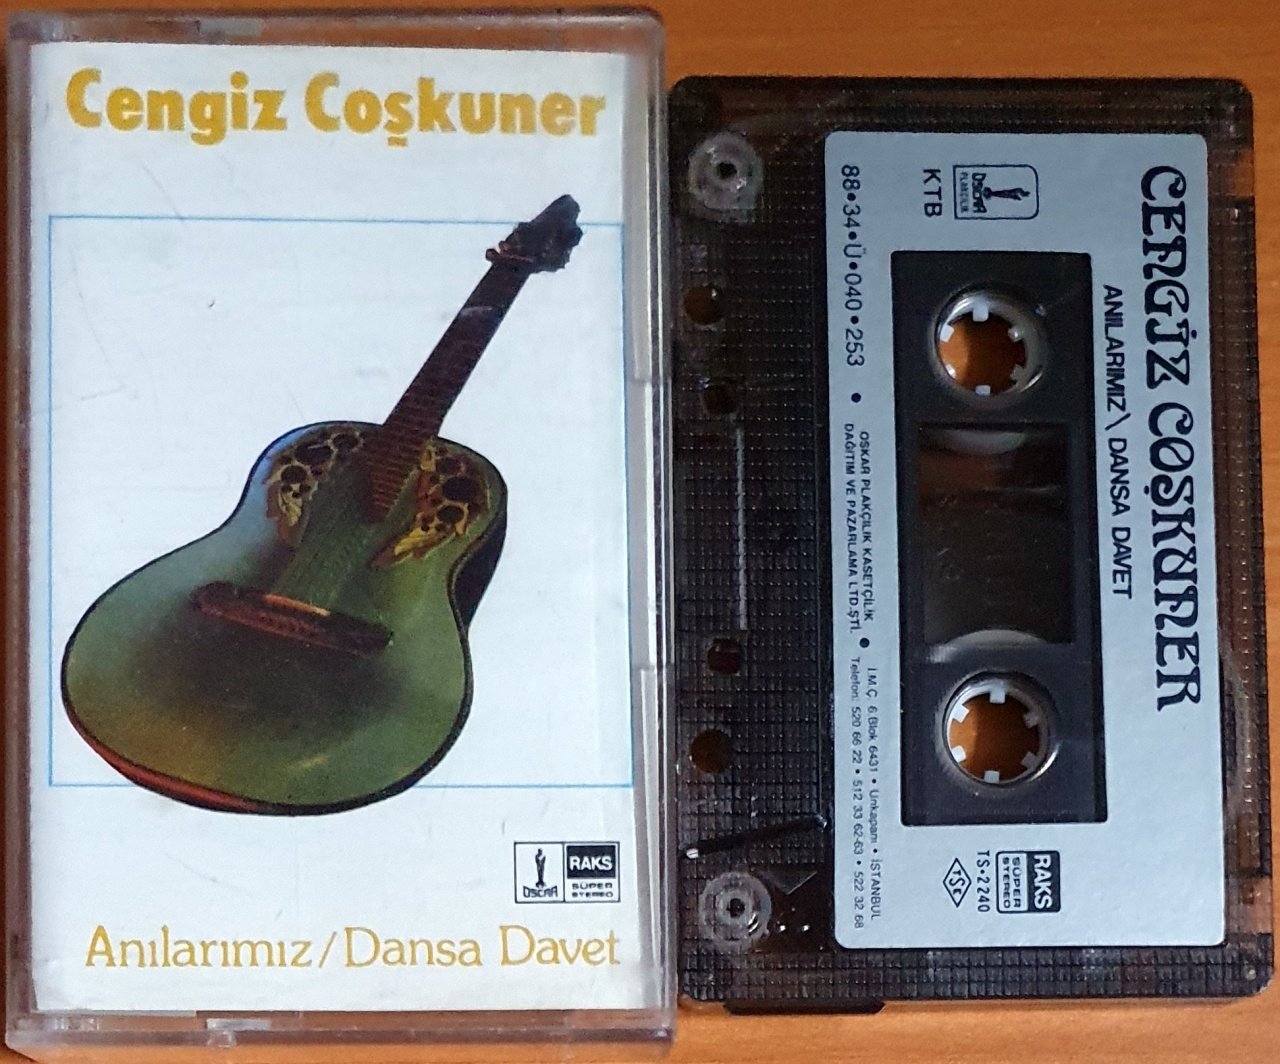 Cengiz Coşkuner
OSCAR
RAKS
SÜPER
STEREO
Anılarımız/Dansa Davet
CENGİZ COŞKUNER
ANILARIMIZ\ DANSA DAVET
OSCAR
PLAKÇILIK
KTB
RAKS
SÜPER
STEREO
TS•2240
TSE
88•34•Ü•040•253 •
OSKAR PLAKÇILIK KASETÇİLİK
DAĞITIM VE PAZARLAMA LTD.ŞTİ. •
İ.M.Ç. 6.Blok 6431 • Unkapanı • İSTANBUL
Telefon: 520 66 22 • 512 33 62-63 • 522 32 68